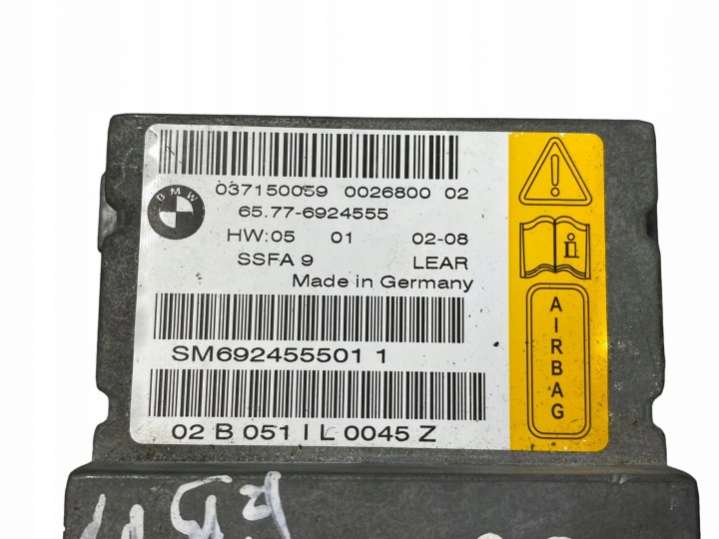 BMW
037150059 0026800 02
65.77-6924555
HW:05 01 02-08
SSFA 9 LEAR
Made in Germany
SM692455501 1
02 B 051 I L 0045 Z
AIRBAG